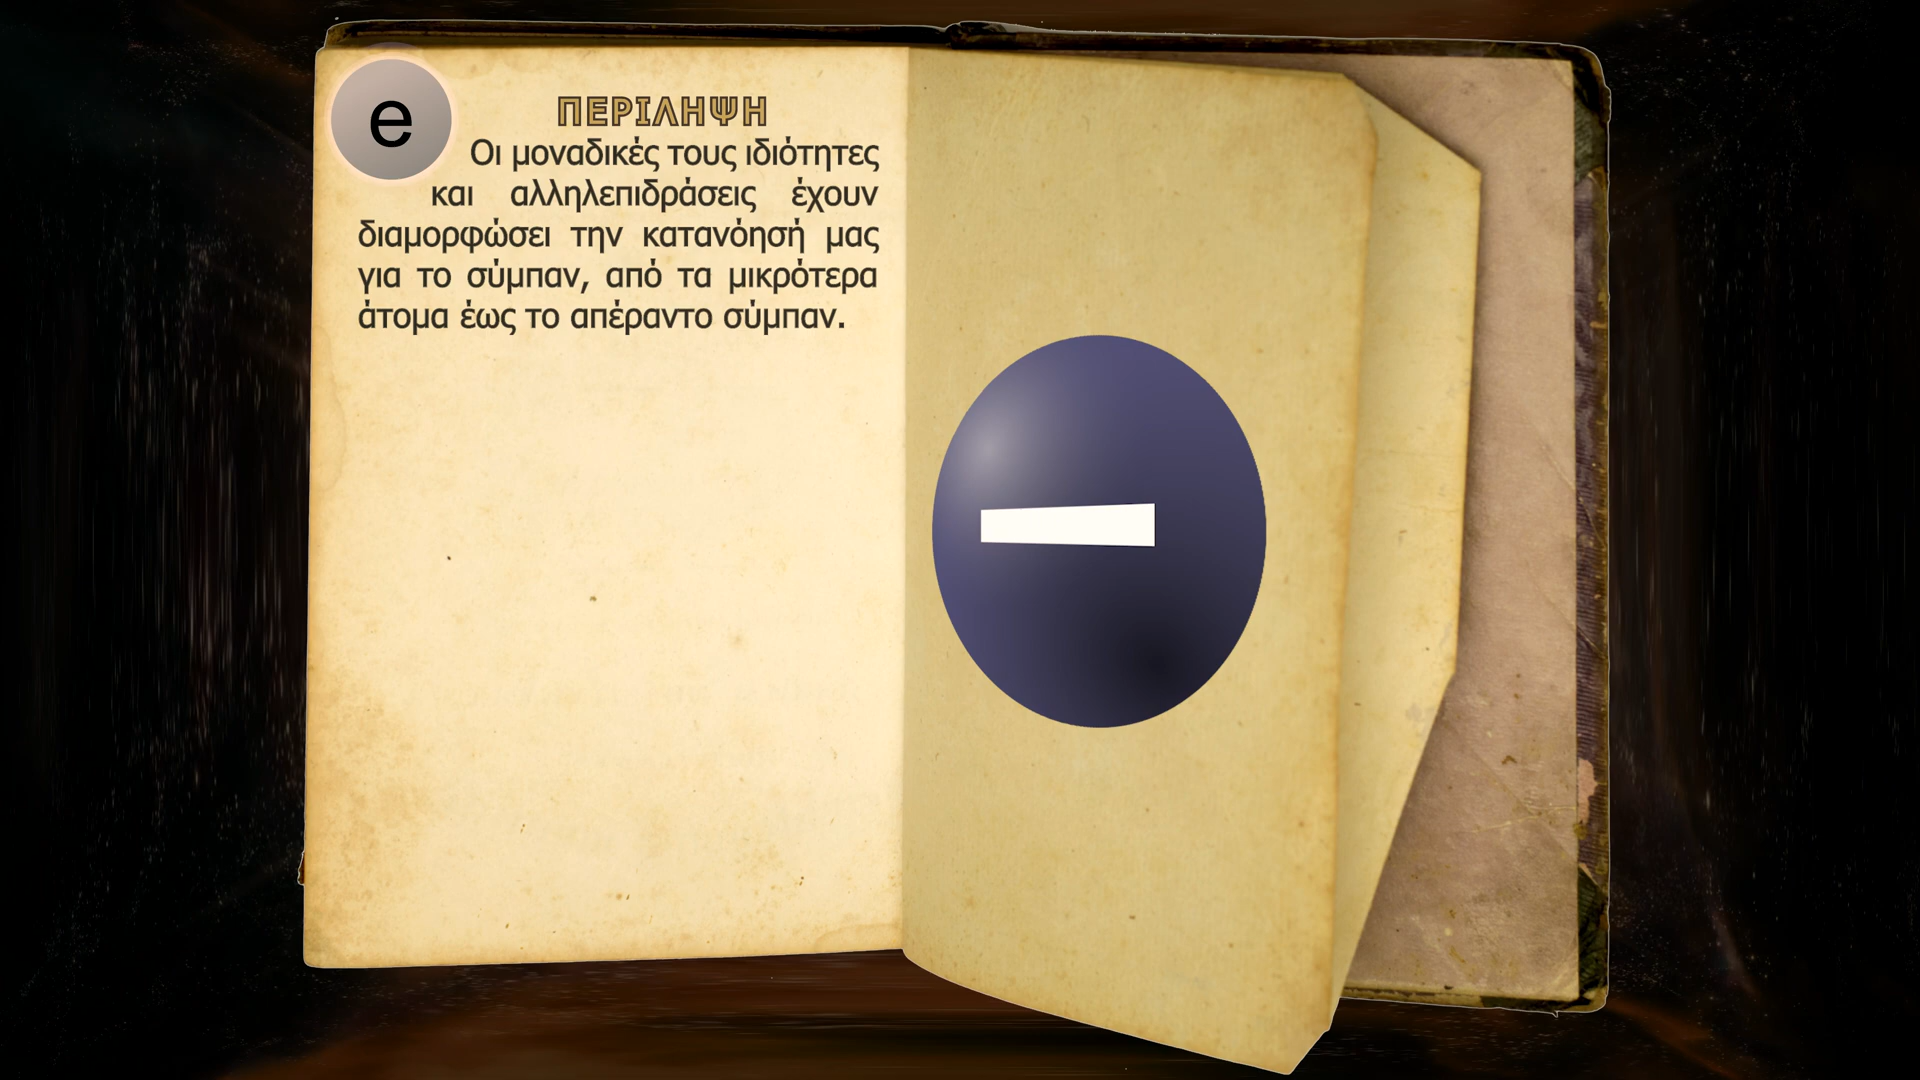 e
ΠΕΡΙΛΗΨΗ
Οι μοναδικές τους ιδιότητες
και αλληλεπιδράσεις έχουν
διαμορφώσει την κατανόησή μας
για το σύμπαν, από τα μικρότερα
άτομα έως το απέραντο σύμπαν.